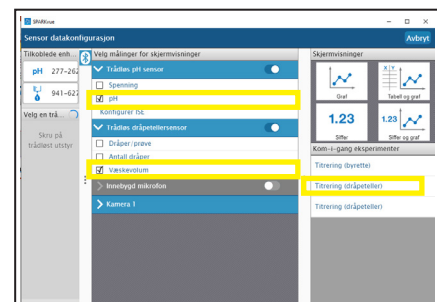 SPARKvue
Sensor datakonfigurasjon
Avbryt
Tilkoblede enh...
pH 277-262
941-627
Velg en trå...
Skru på
trådløst utstyr
Velg målinger for skjermvisninger
Trådløs pH sensor
Spenning
pH
Konfigurer ISE
Trådløs dråpetellersensor
Dråper/prøve
Antall dråper
Væskevolum
Innebygd mikrofon
Kamera 1
Skjermvisninger
Graf
Tabell og graf
1.23
Siffer
1.23
Siffer og graf
Kom-i-gang eksperimenter
Titrering (byrette)
Titrering (dråpeteller)
Titrering (dråpeteller)